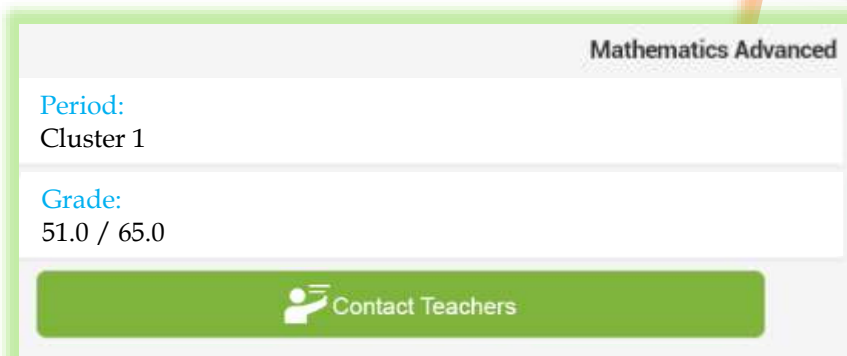 Mathematics Advanced
Period:
Cluster 1
Grade:
51.0 / 65.0
Contact Teachers